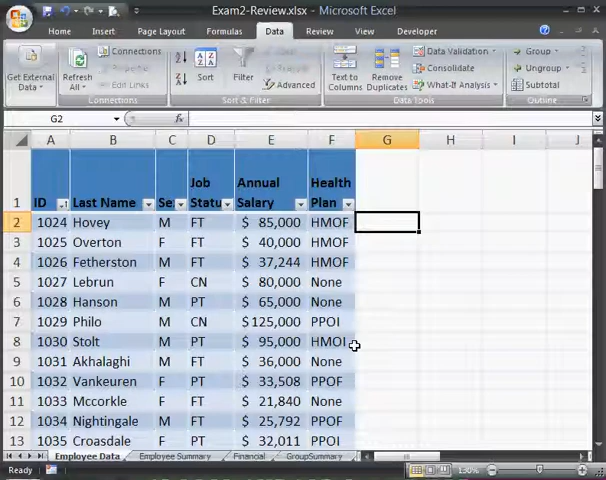 Exam2-Review.xlsx - Microsoft Excel
Home Insert Page Layout Formulas Data Review View Developer
Get External Data
Refresh All
Connections
Properties
Edit Links
Connections
Sort
Filter
Clear
Reapply
Advanced
Sort & Filter
Text to Columns
Remove Duplicates
Data Validation
Consolidate
What-If Analysis
Data Tools
Group
Ungroup
Subtotal
Outline
G2
fx
A B C D E F G H I J
1 ID Last Name Se Job Statu Annual Salary Health Plan
2 1024 Hovey M FT $ 85,000 HMOF
3 1025 Overton F FT $ 40,000 HMOF
4 1026 Fetherston M FT $ 37,244 HMOF
5 1027 Lebrun F CN $ 80,000 None
6 1028 Hanson M PT $ 65,000 None
7 1029 Philo M CN $ 125,000 PPOI
8 1030 Stolt M PT $ 95,000 HMOI
9 1031 Akhalaghi M FT $ 36,000 None
10 1032 Vankeuren F PT $ 33,508 PPOF
11 1033 Mccorkle F FT $ 21,840 None
12 1034 Nightingale M FT $ 25,792 PPOF
13 1035 Croasdale F PT $ 32,011 PPOI
Employee Data Employee Summary Financial GroupSummary
Ready 130%